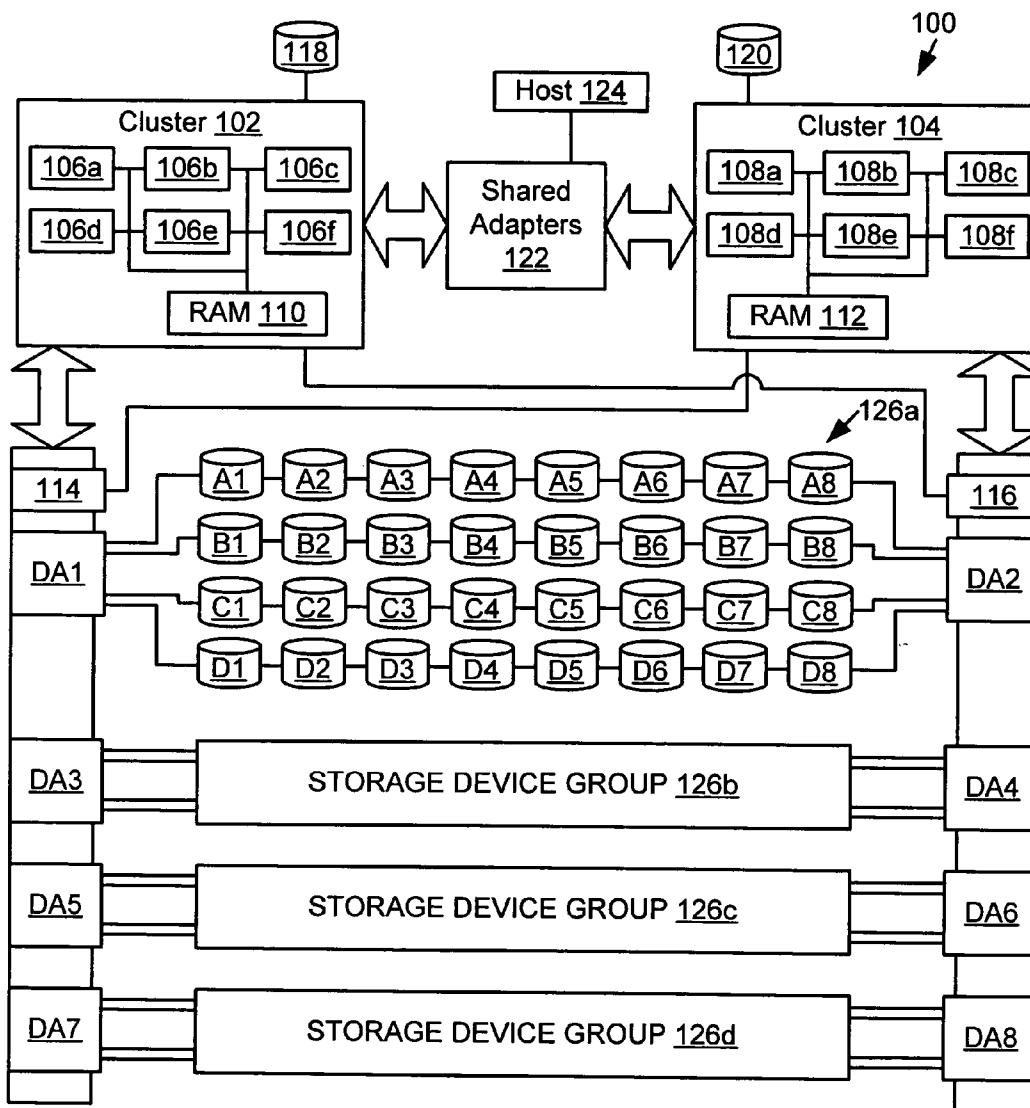 100
118
120
Host 124
Cluster 102
106a 106b 106c
106d 106e 106f
RAM 110
Shared
Adapters
122
Cluster 104
108a 108b 108c
108d 108e 108f
RAM 112
126a
114
116
A1 A2 A3 A4 A5 A6 A7 A8
B1 B2 B3 B4 B5 B6 B7 B8
DA1
DA2
C1 C2 C3 C4 C5 C6 C7 C8
D1 D2 D3 D4 D5 D6 D7 D8
DA3
STORAGE DEVICE GROUP 126b
DA4
DA5
STORAGE DEVICE GROUP 126c
DA6
DA7
STORAGE DEVICE GROUP 126d
DA8